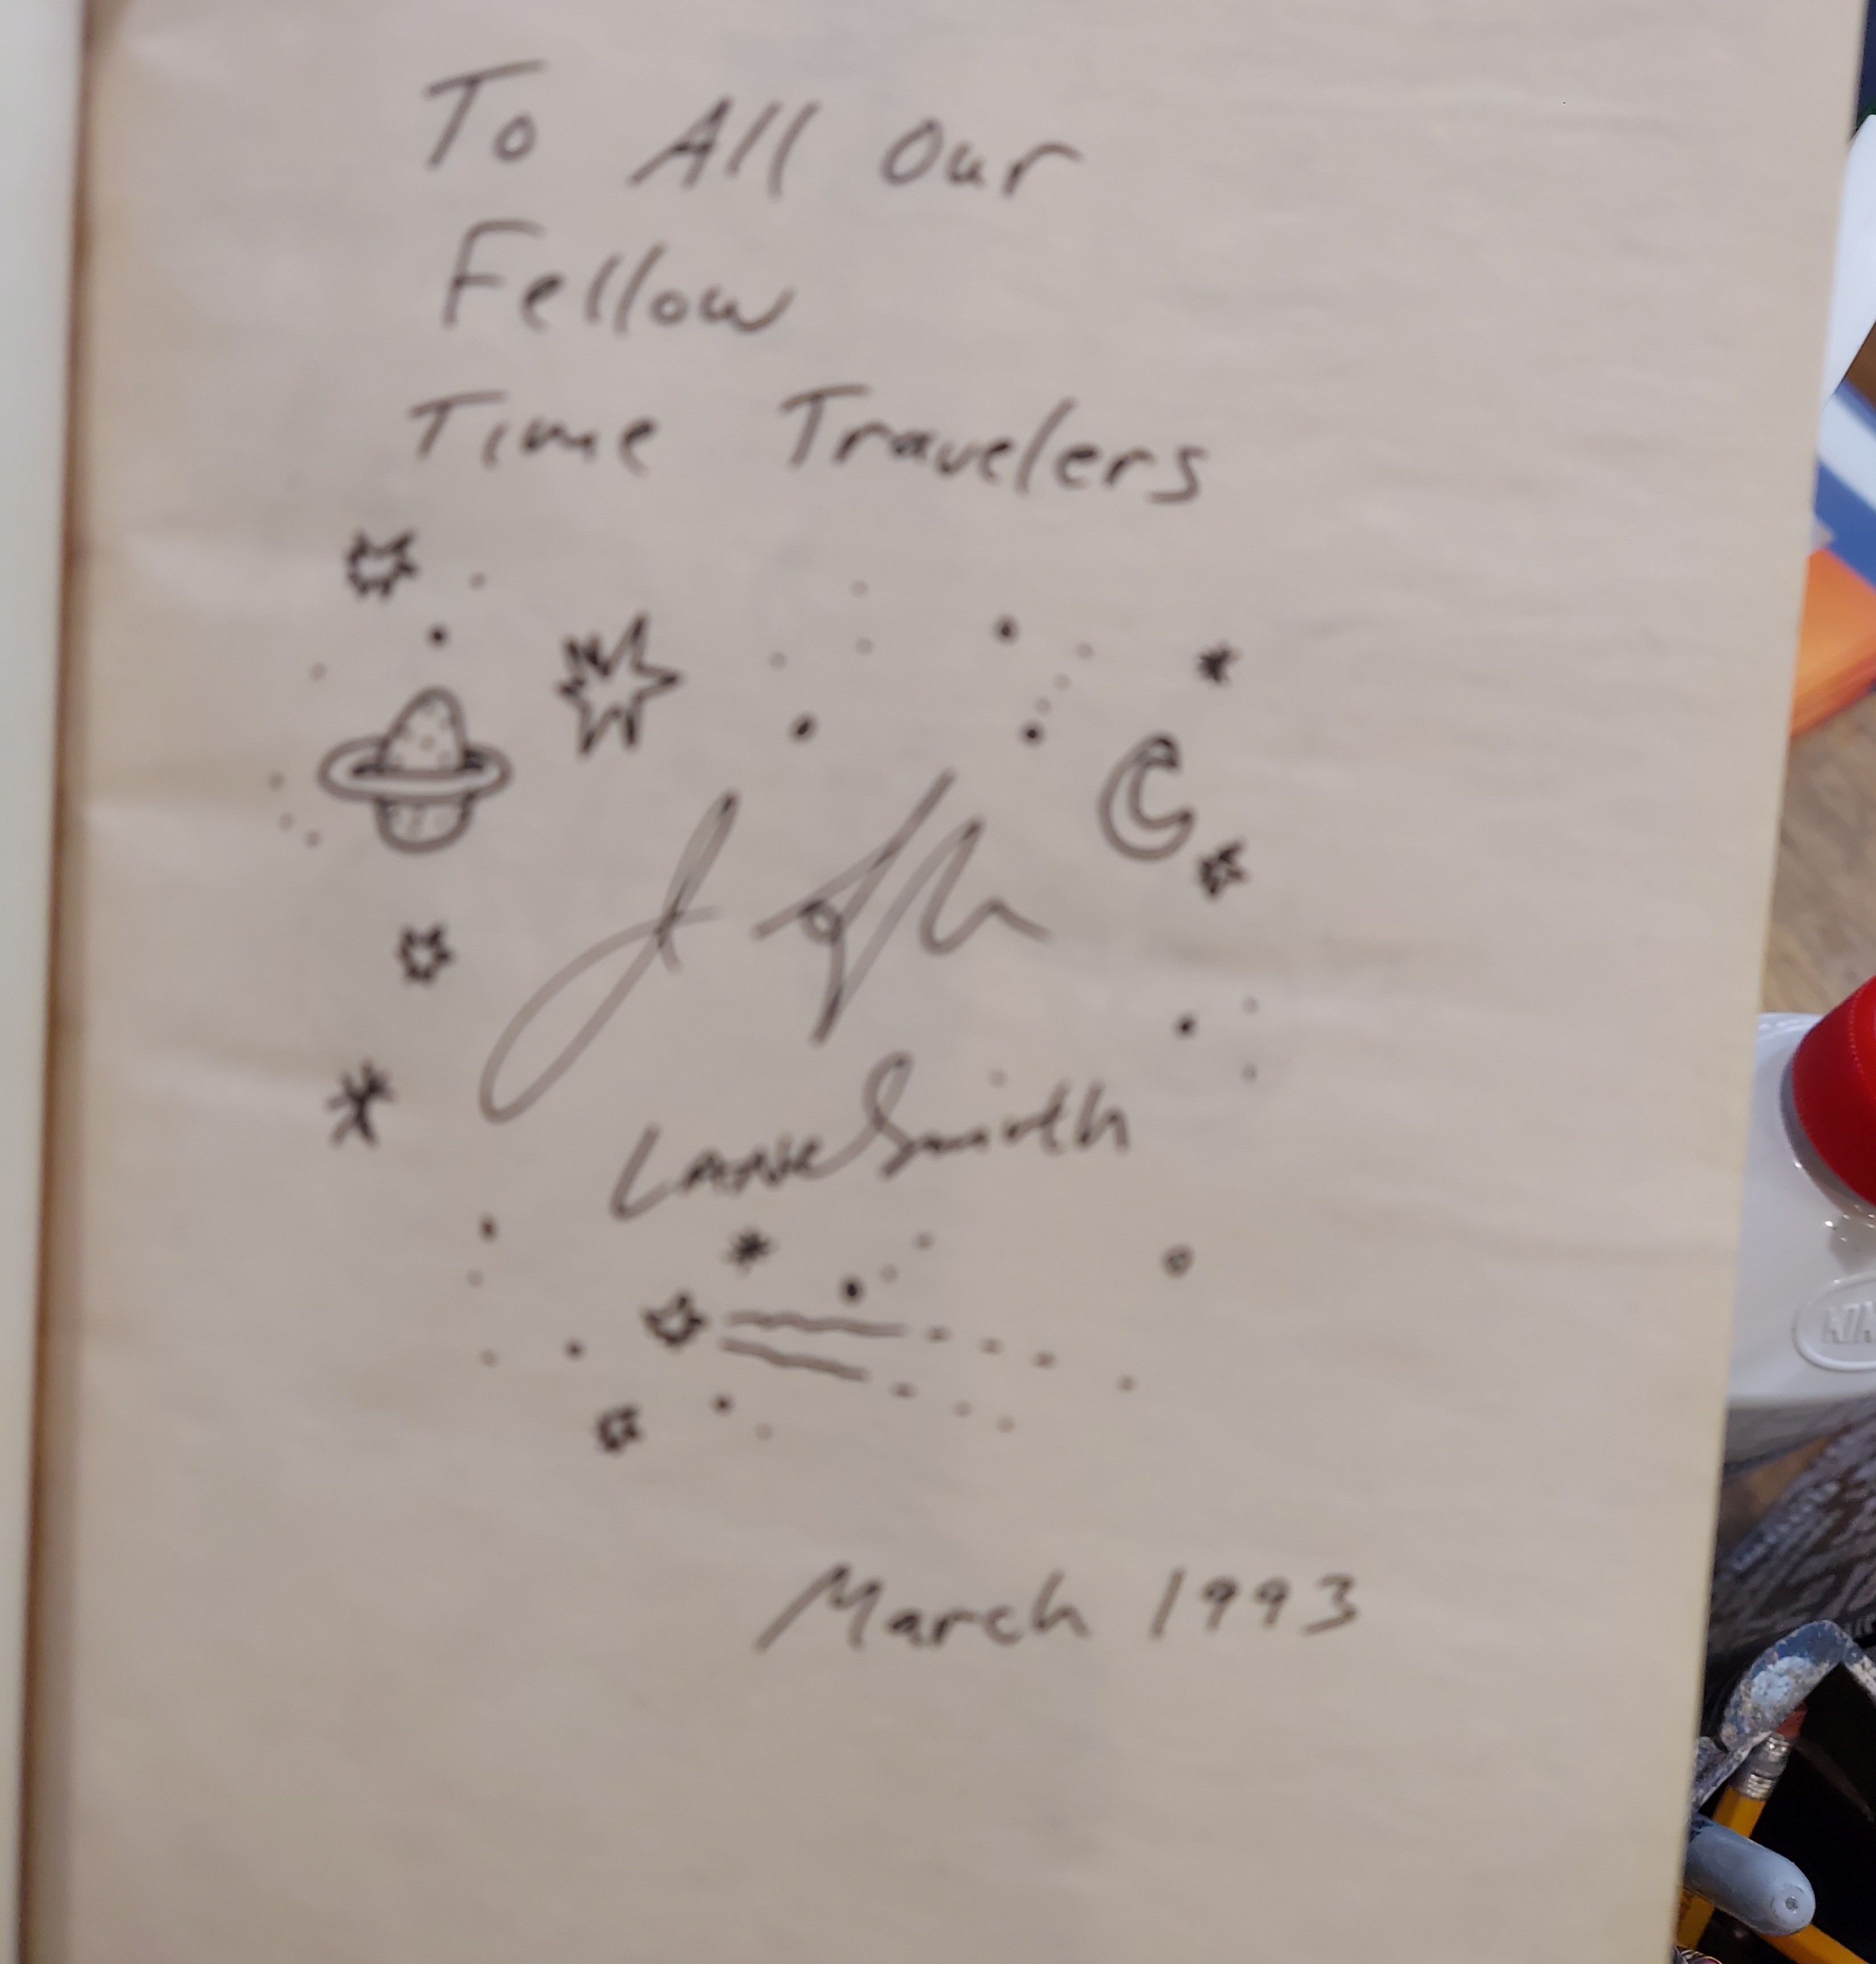 To All Our
Fellow
Time Travelers
Lane Smith
March 1993